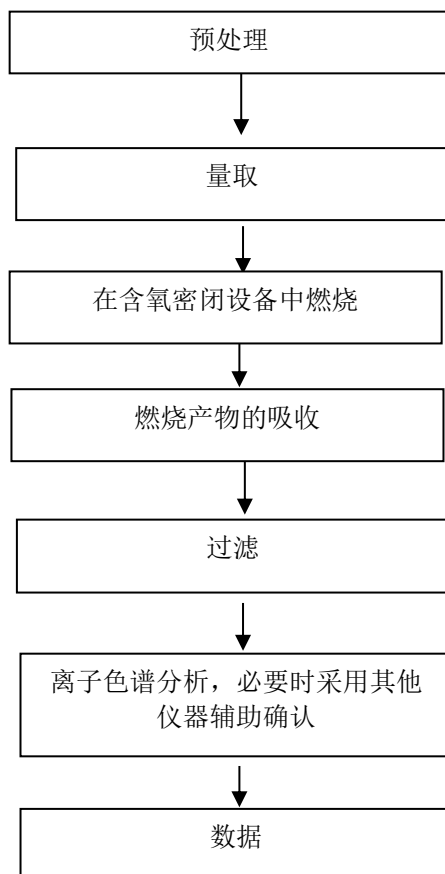 预处理
量取
在含氧密闭设备中燃烧
燃烧产物的吸收
过滤
离子色谱分析，必要时采用其他
仪器辅助确认
数据